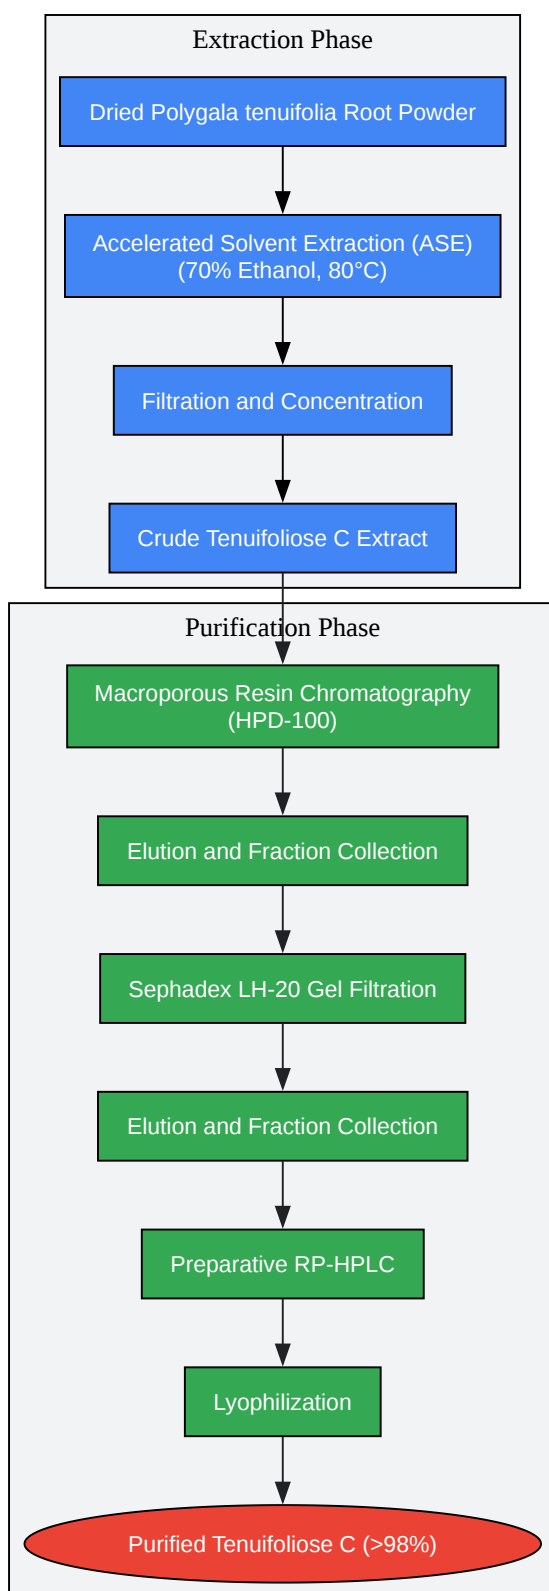 Extraction Phase
Dried Polygala tenuifolia Root Powder
Accelerated Solvent Extraction (ASE)
(70% Ethanol, 80°C)
Filtration and Concentration
Crude Tenuifoliose C Extract
Purification Phase
Macroporous Resin Chromatography
(HPD-100)
Elution and Fraction Collection
Sephadex LH-20 Gel Filtration
Elution and Fraction Collection
Preparative RP-HPLC
Lyophilization
Purified Tenuifoliose C (>98%)